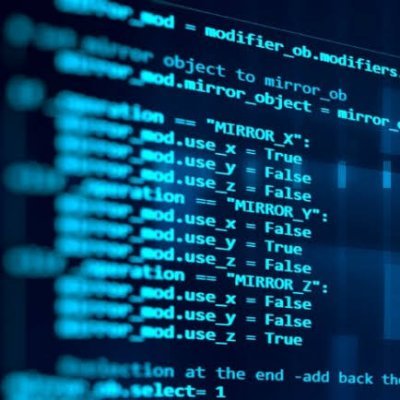 mirror_mod = modifier_ob.modifiers.
mirror object to mirror_ob
mirror_mod.mirror_object = mirror_o
operation == "MIRROR_X":
mirror_mod.use_x = True
mirror_mod.use_y = False
mirror_mod.use_z = False
operation == "MIRROR_Y":
mirror_mod.use_x = False
mirror_mod.use_y = True
mirror_mod.use_z = False
operation == "MIRROR_Z":
mirror_mod.use_x = False
mirror_mod.use_y = False
mirror_mod.use_z = True
selection at the end -add back the
mirror_ob.select= 1